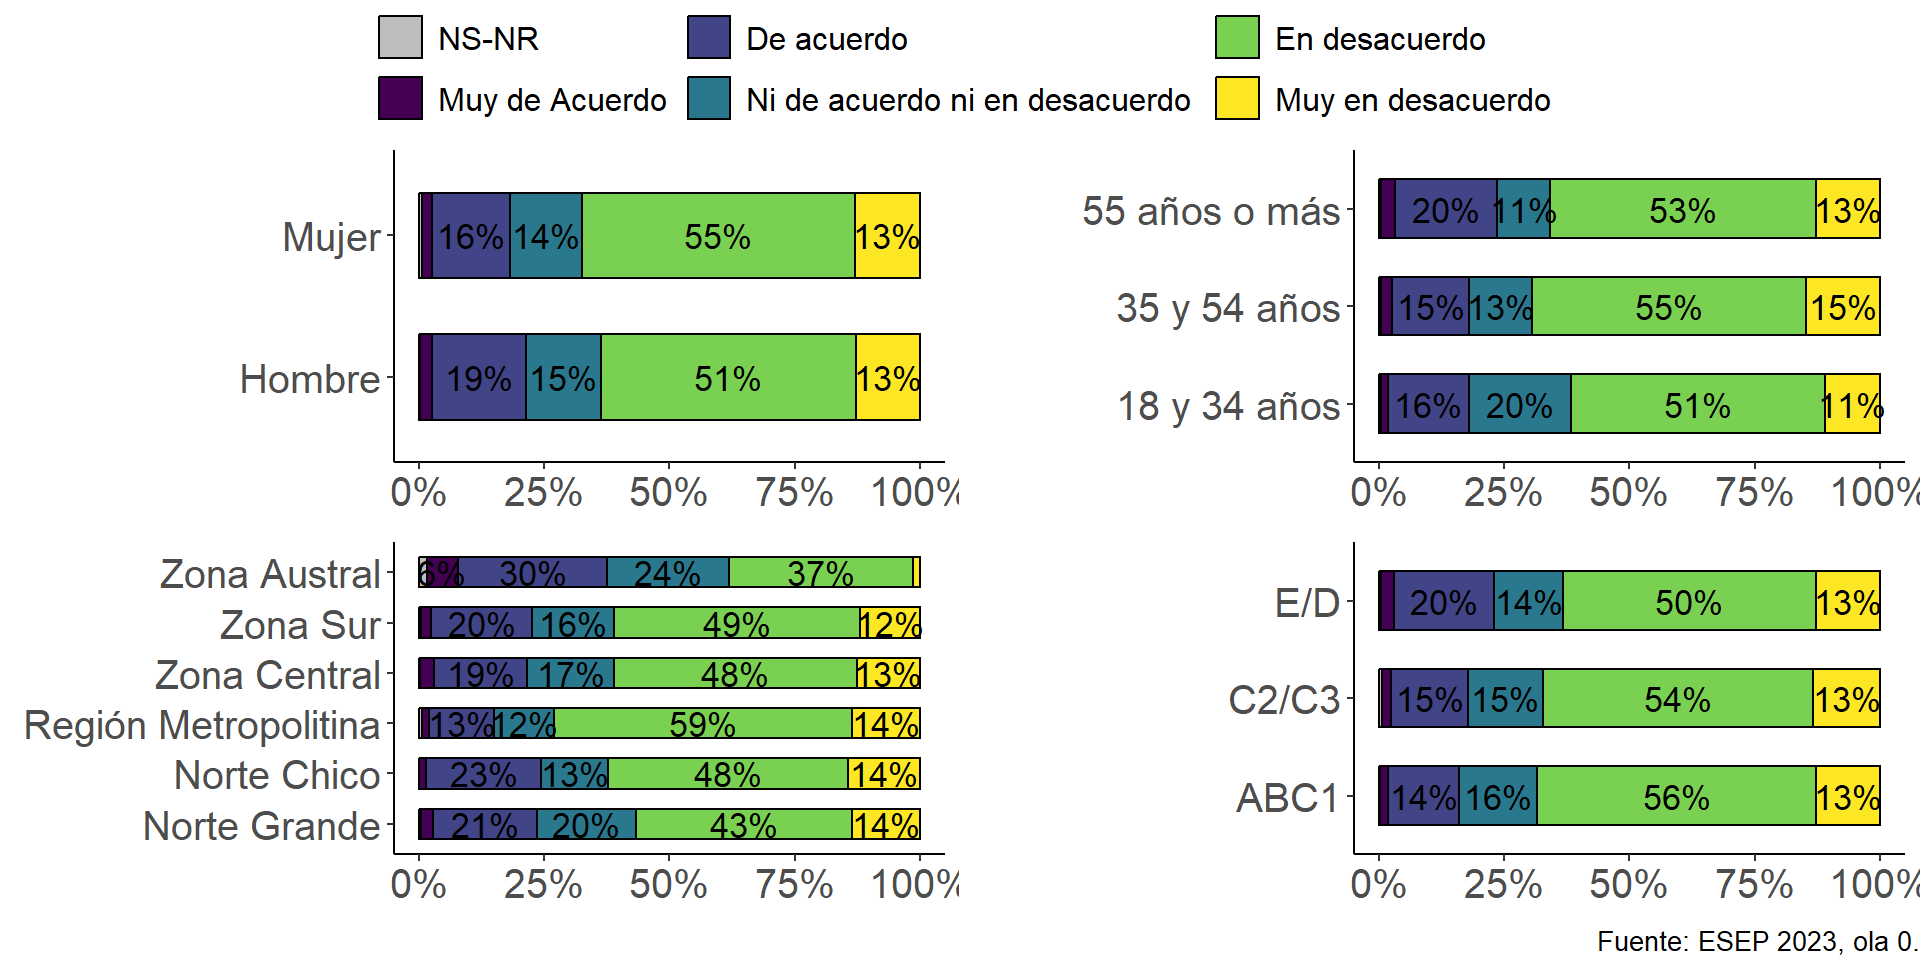 NS-NR De acuerdo En desacuerdo
Muy de Acuerdo Ni de acuerdo ni en desacuerdo Muy en desacuerdo
Mujer 16% 14% 55% 13%
Hombre 19% 15% 51% 13%
0% 25% 50% 75% 100%
55 años o más 20% 11% 53% 13%
35 y 54 años 15% 13% 55% 15%
18 y 34 años 16% 20% 51% 11%
0% 25% 50% 75% 100%
Zona Austral 6% 30% 24% 37%
Zona Sur 20% 16% 49% 12%
Zona Central 19% 17% 48% 13%
Región Metropolitina 13% 12% 59% 14%
Norte Chico 23% 13% 48% 14%
Norte Grande 21% 20% 43% 14%
0% 25% 50% 75% 100%
E/D 20% 14% 50% 13%
C2/C3 15% 15% 54% 13%
ABC1 14% 16% 56% 13%
0% 25% 50% 75% 100%
Fuente: ESEP 2023, ola 0.